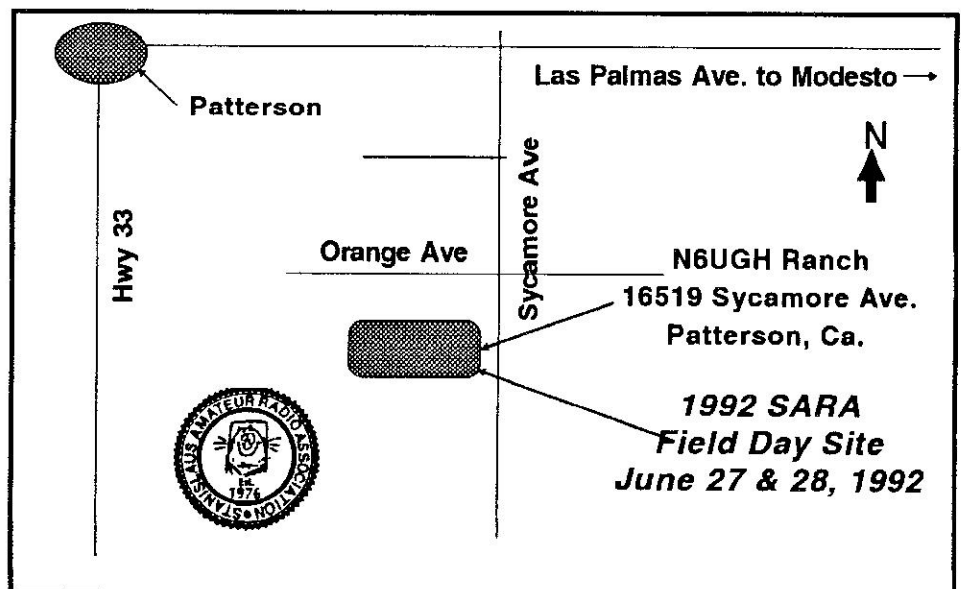 Las Palmas Ave. to Modesto
Patterson
N
Hwy 33
Sycamore Ave
Orange Ave
N6UGH Ranch
16519 Sycamore Ave.
Patterson, Ca.
1992 SARA
Field Day Site
June 27 & 28, 1992
STANISLAUS AMATEUR RADIO ASSOCIATION
Est.
1976